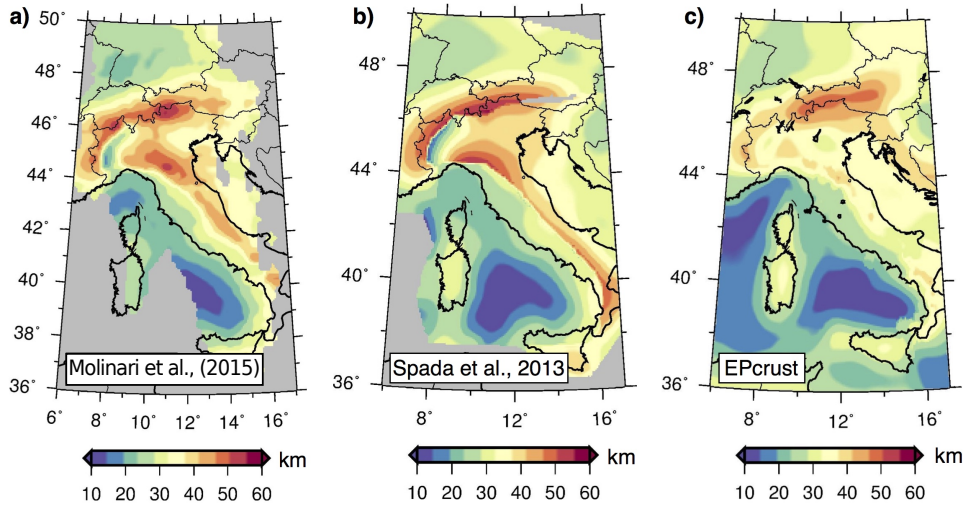 a)
50˚
48˚
46˚
44˚
42˚
40˚
38˚
36˚
6˚ 8˚ 10˚ 12˚ 14˚ 16˚
Molinari et al., (2015)
km
10 20 30 40 50 60
b)
48˚
44˚
40˚
36˚
8˚ 12˚ 16˚
Spada et al., 2013
km
10 20 30 40 50 60
c)
48˚
44˚
40˚
36˚
8˚ 12˚ 16˚
EPcrust
km
10 20 30 40 50 60